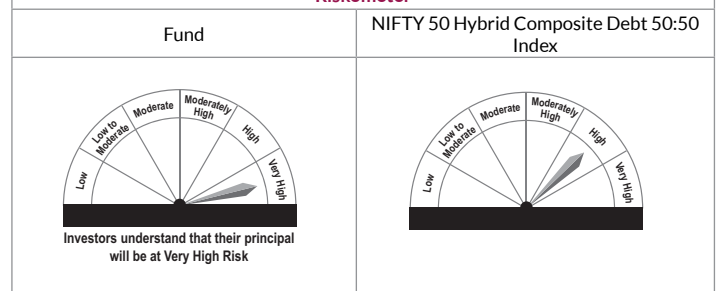 Riskometer
Fund
NIFTY 50 Hybrid Composite Debt 50:50
Index
Low
Low to
Moderate
Moderate
Moderately
High
High
Very High
Investors understand that their principal
will be at Very High Risk
Low
Low to
Moderate
Moderate
Moderately
High
High
Very High